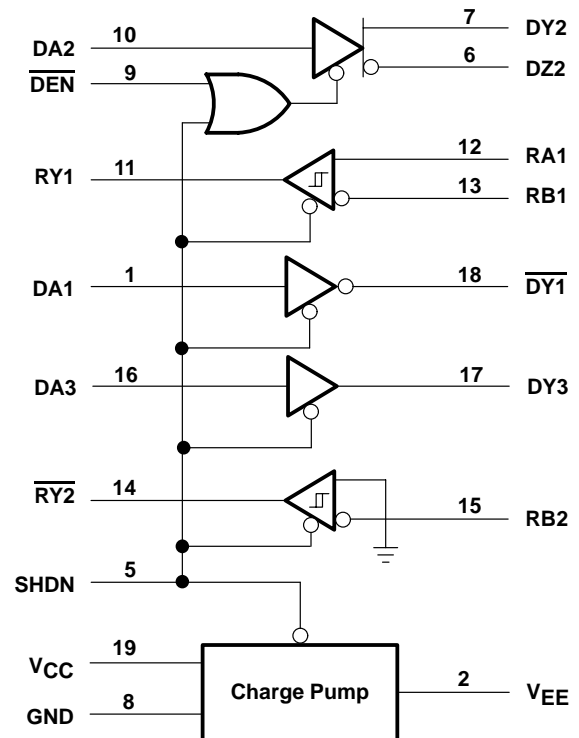 DA2 10 7 DY2
DEN 9 6 DZ2
RY1 11 12 RA1
13 RB1
DA1 1 18 DY1
DA3 16 17 DY3
RY2 14 15 RB2
SHDN 5
VCC 19
Charge Pump 2 VEE
GND 8